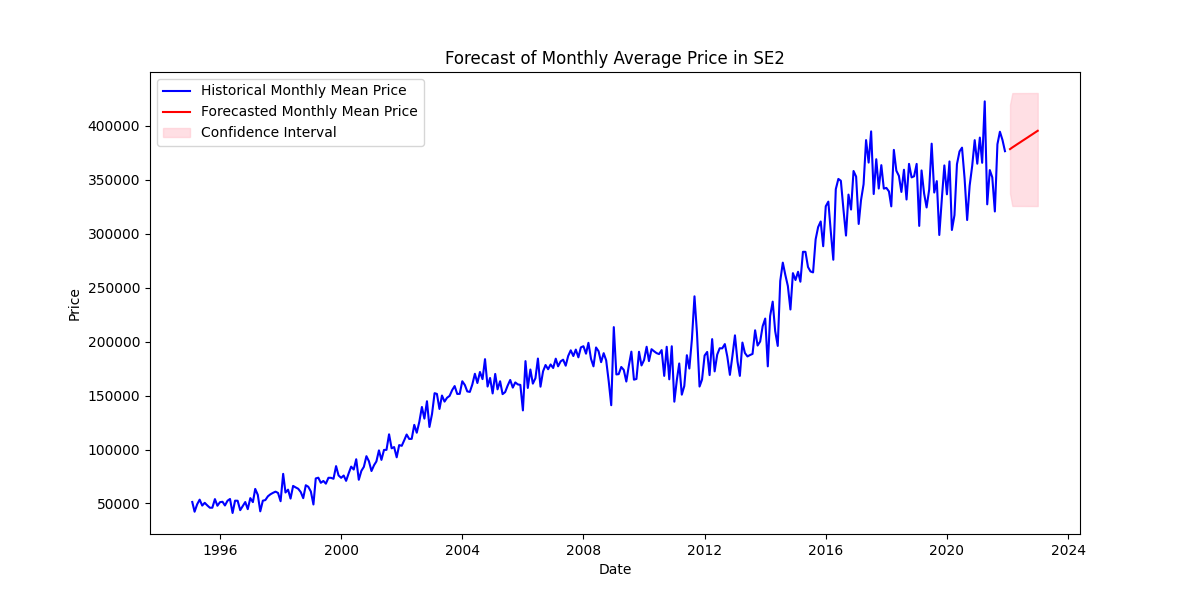 Forecast of Monthly Average Price in SE2
Historical Monthly Mean Price
Forecasted Monthly Mean Price
Confidence Interval
Price
400000
350000
300000
250000
200000
150000
100000
50000
1996 2000 2004 2008 2012 2016 2020 2024
Date